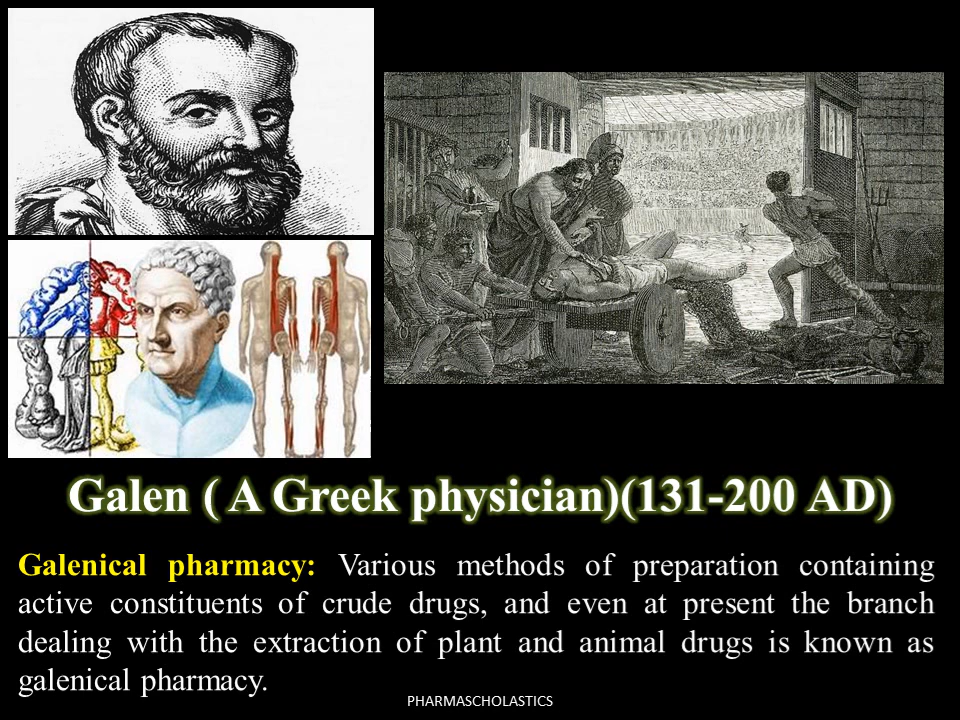 Galen ( A Greek physician)(131-200 AD)
Galenical pharmacy: Various methods of preparation containing
active constituents of crude drugs, and even at present the branch
dealing with the extraction of plant and animal drugs is known as
galenical pharmacy.
PHARMASCHOLASTICS